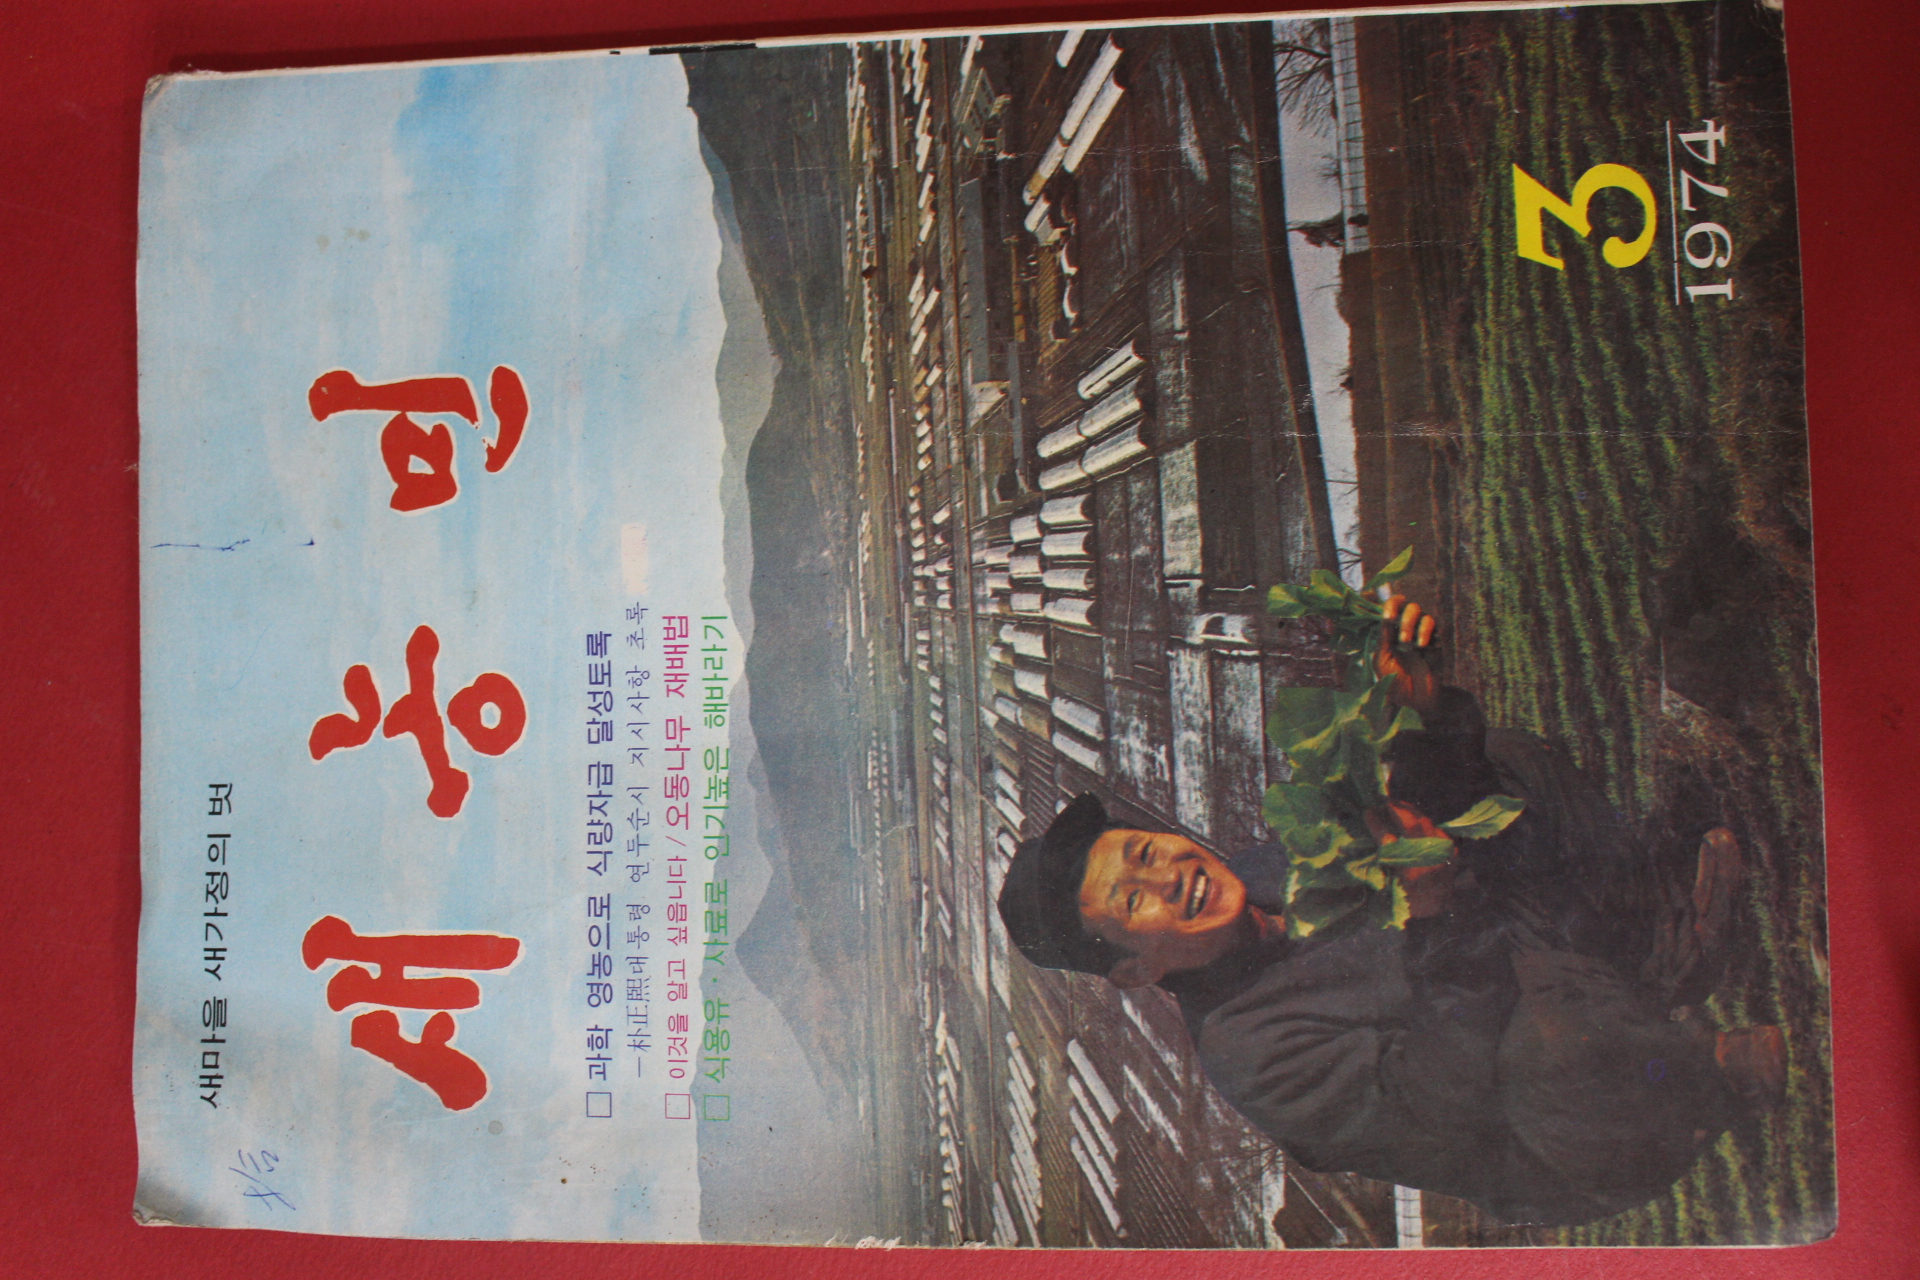 새마을 새가정의 벗
새농민
□ 과학 영농으로 식량자급 달성토록
－朴正熙대통령 연두순시 지시사항 초록
□ 이것을 알고 싶읍니다 / 오동나무 재배법
□ 식용유·사료로 인기높은 해바라기
3
1974